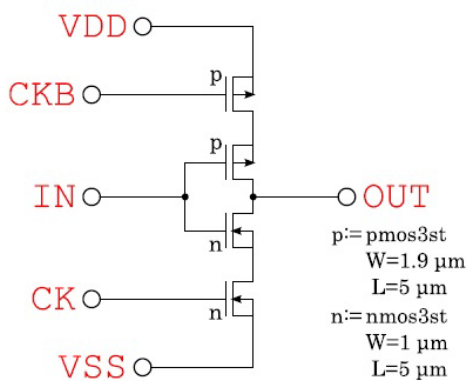 VDD
p
CKB
p
IN
OUT
n
p:= pmos3st
W=1.9 µm
L=5 µm
CK
n
n:= nmos3st
W=1 µm
L=5 µm
VSS